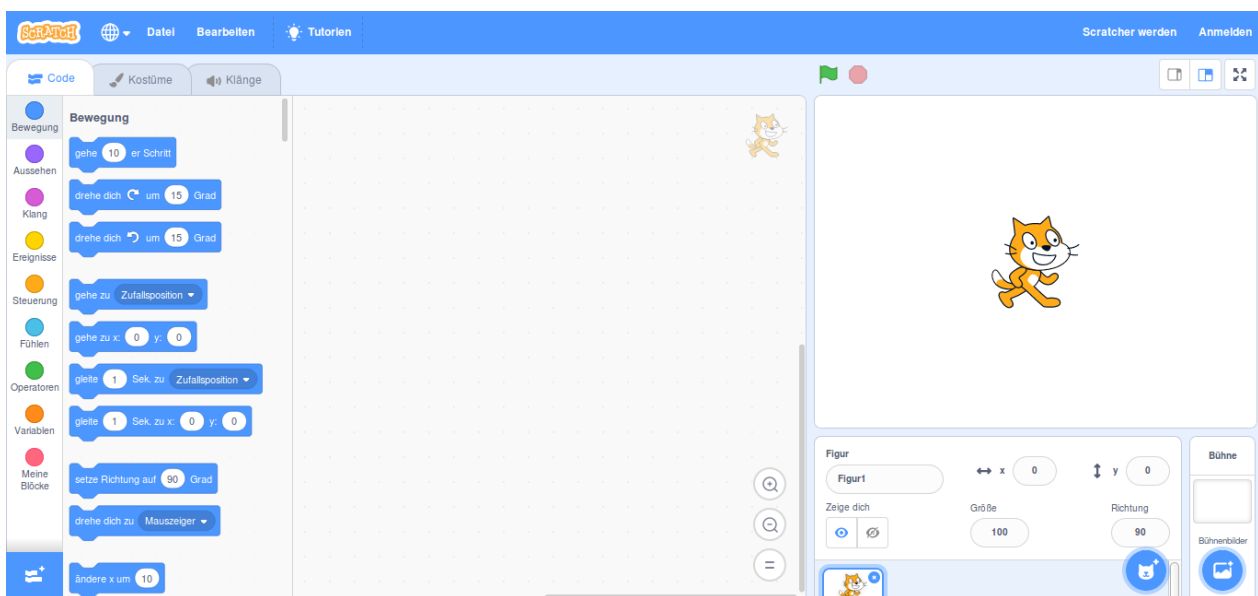 SCRATCH Datei Bearbeiten Tutorien Scratcher werden Anmelden
Code Kostüme Klänge
Bewegung
Aussehen
Klang
Ereignisse
Steuerung
Fühlen
Operatoren
Variablen
Meine
Blöcke
Bewegung
gehe 10 er Schritt
drehe dich um 15 Grad
drehe dich um 15 Grad
gehe zu Zufallsposition
gehe zu x: 0 y: 0
gleite 1 Sek. zu Zufallsposition
gleite 1 Sek. zu x: 0 y: 0
setze Richtung auf 90 Grad
drehe dich zu Mauszeiger
ändere x um 10
Figur
Figur1 x 0 y 0
Zeige dich Größe Richtung
100 90
Bühne
Bühnenbilder